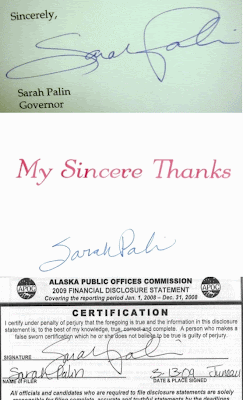 Sincerely,
Sarah Palin
Sarah Palin
Governor
My Sincere Thanks
Sarah Palin
ALASKA PUBLIC OFFICES COMMISSION
2009 FINANCIAL DISCLOSURE STATEMENT
Covering the reporting period Jan. 1, 2008 – Dec. 31, 2008
CERTIFICATION
I certify under penalty of perjury that the foregoing is true and the information in this disclosure
statement is, to the best of my knowledge, true, correct and complete. A person who makes a
false sworn certification which he or she does not believe to be true is guilty of perjury.
SIGNATURE Sarah Palin
Sarah Palin 3-13-09 Juneau
NAME OF FILER DATE & PLACE SIGNED
All officials and candidates who are required to file disclosure statements are solely